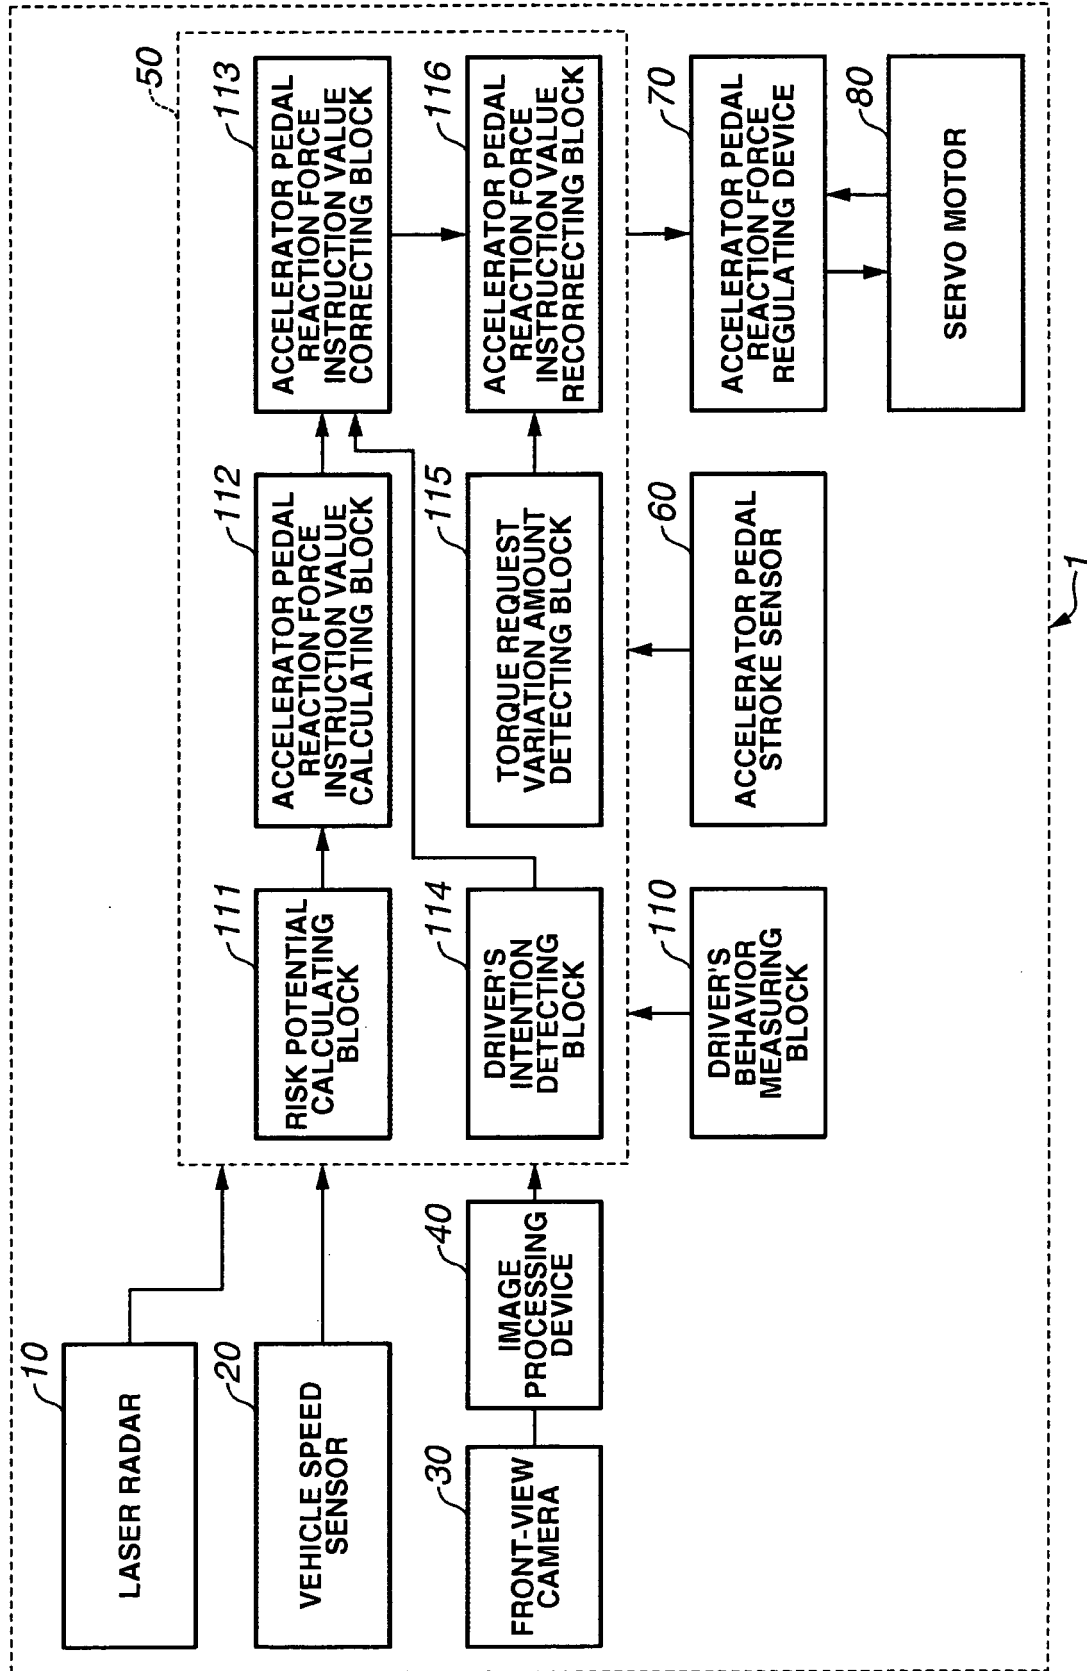 10
LASER RADAR
20
VEHICLE SPEED
SENSOR
30
FRONT-VIEW
CAMERA
40
IMAGE
PROCESSING
DEVICE
50
111
RISK POTENTIAL
CALCULATING
BLOCK
112
ACCELERATOR PEDAL
REACTION FORCE
INSTRUCTION VALUE
CALCULATING BLOCK
113
ACCELERATOR PEDAL
REACTION FORCE
INSTRUCTION VALUE
CORRECTING BLOCK
114
DRIVER'S
INTENTION
DETECTING
BLOCK
115
TORQUE REQUEST
VARIATION AMOUNT
DETECTING BLOCK
116
ACCELERATOR PEDAL
REACTION FORCE
INSTRUCTION VALUE
RECORRECTING BLOCK
110
DRIVER'S
BEHAVIOR
MEASURING
BLOCK
60
ACCELERATOR PEDAL
STROKE SENSOR
70
ACCELERATOR PEDAL
REACTION FORCE
REGULATING DEVICE
80
SERVO MOTOR
1